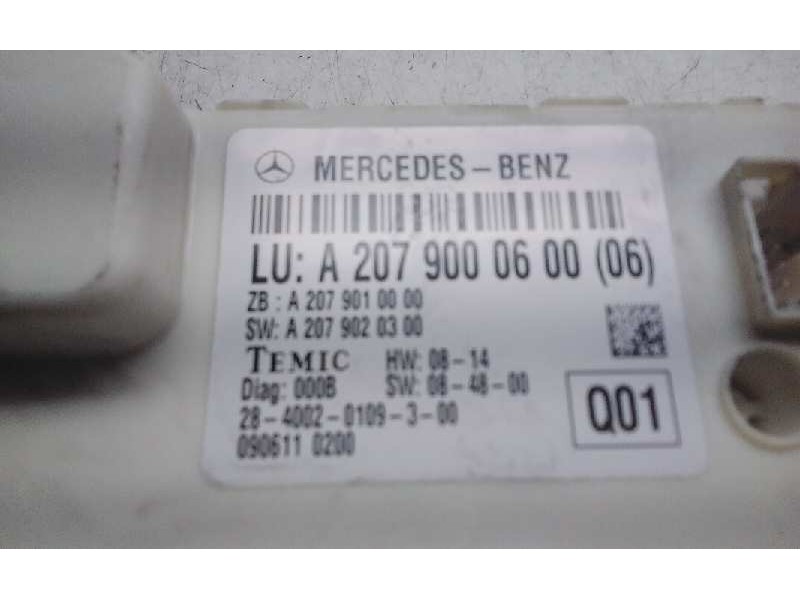 MERCEDES-BENZ
LU: A 207 900 06 00 (06)
ZB : A 207 901 00 00
SW: A 207 902 03 00
TEMIC HW: 08-14
Diag: 000B SW: 08-48-00
28-4002-0109-3-00
090611 0200
Q01